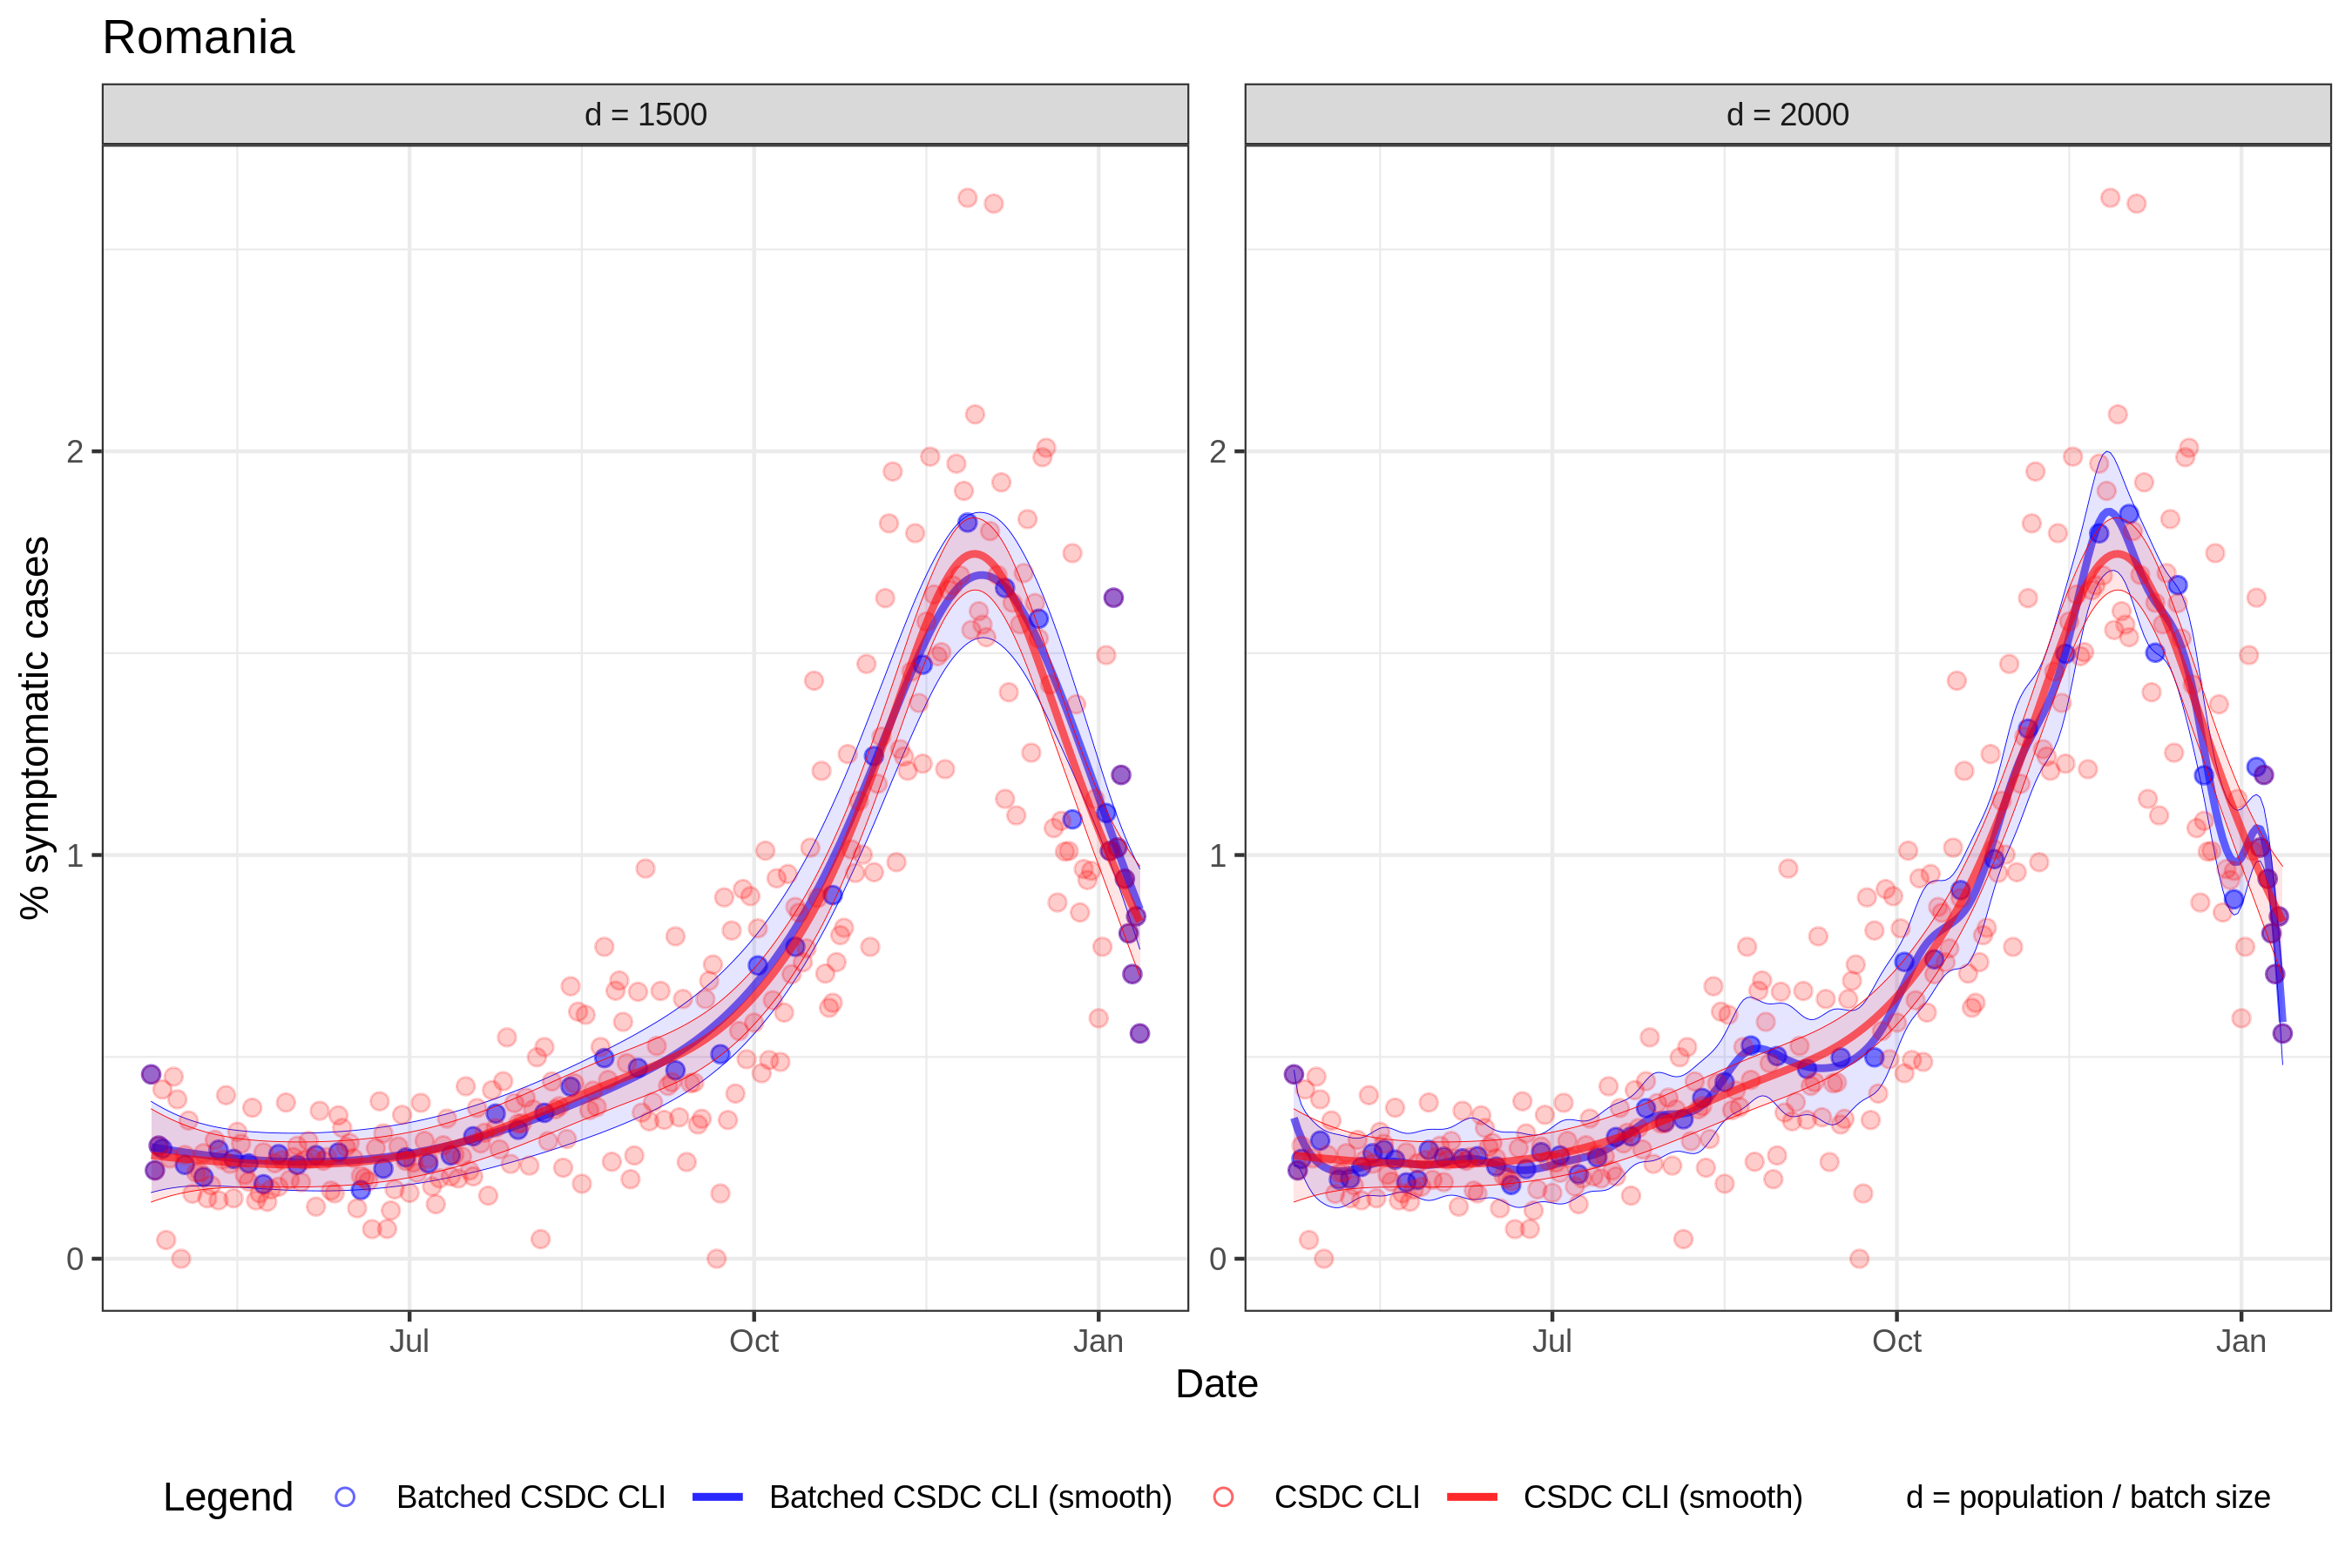 Romania
d = 1500
d = 2000
% symptomatic cases
2
1
0
2
1
0
Jul
Oct
Jan
Jul
Oct
Jan
Date
Legend
Batched CSDC CLI
Batched CSDC CLI (smooth)
CSDC CLI
CSDC CLI (smooth)
d = population / batch size